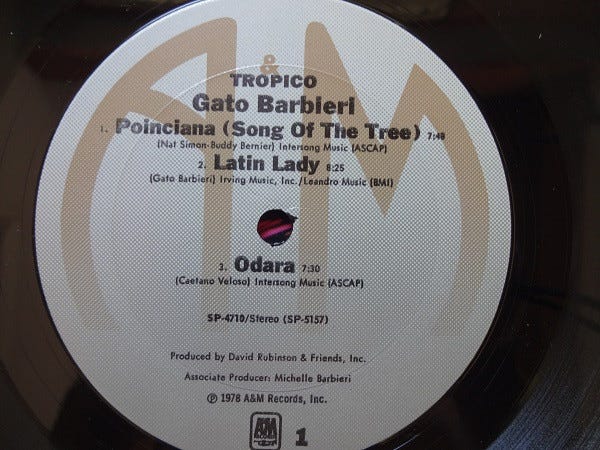 A&M
TROPICO
Gato Barbieri
1. Poinciana (Song Of The Tree) 7:48
(Nat Simon-Buddy Bernier) Intersong Music (ASCAP)
2. Latin Lady 8:25
(Gato Barbieri) Irving Music, Inc./Leandro Music (BMI)
3. Odara 7:30
(Caetano Veloso) Intersong Music (ASCAP)
SP-4710/Stereo (SP-5157)
Produced by David Rubinson & Friends, Inc.
Associate Producer: Michelle Barbieri
℗ 1978 A&M Records, Inc.
A&M 1